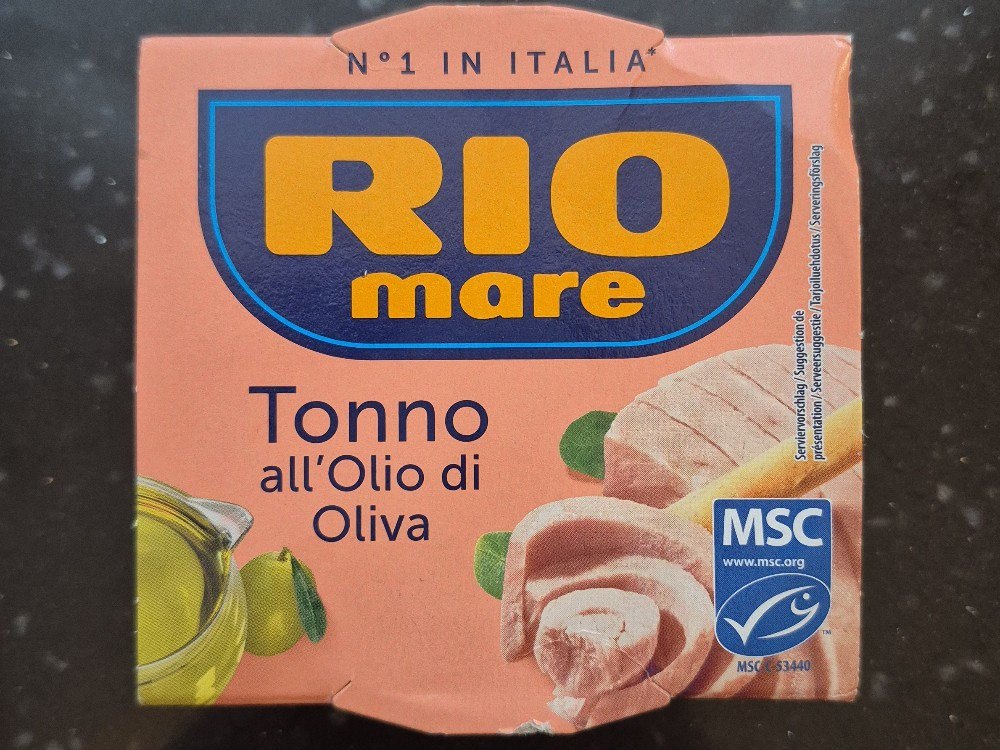 N°1 IN ITALIA*
RIO
mare
Tonno
all'Olio di
Oliva
Serviervorschlag / Suggestion de
présentation / Serveersuggestie / Tarjoiluehdotus / Serveringsförslag
MSC
www.msc.org
TM
MSC-C-53440